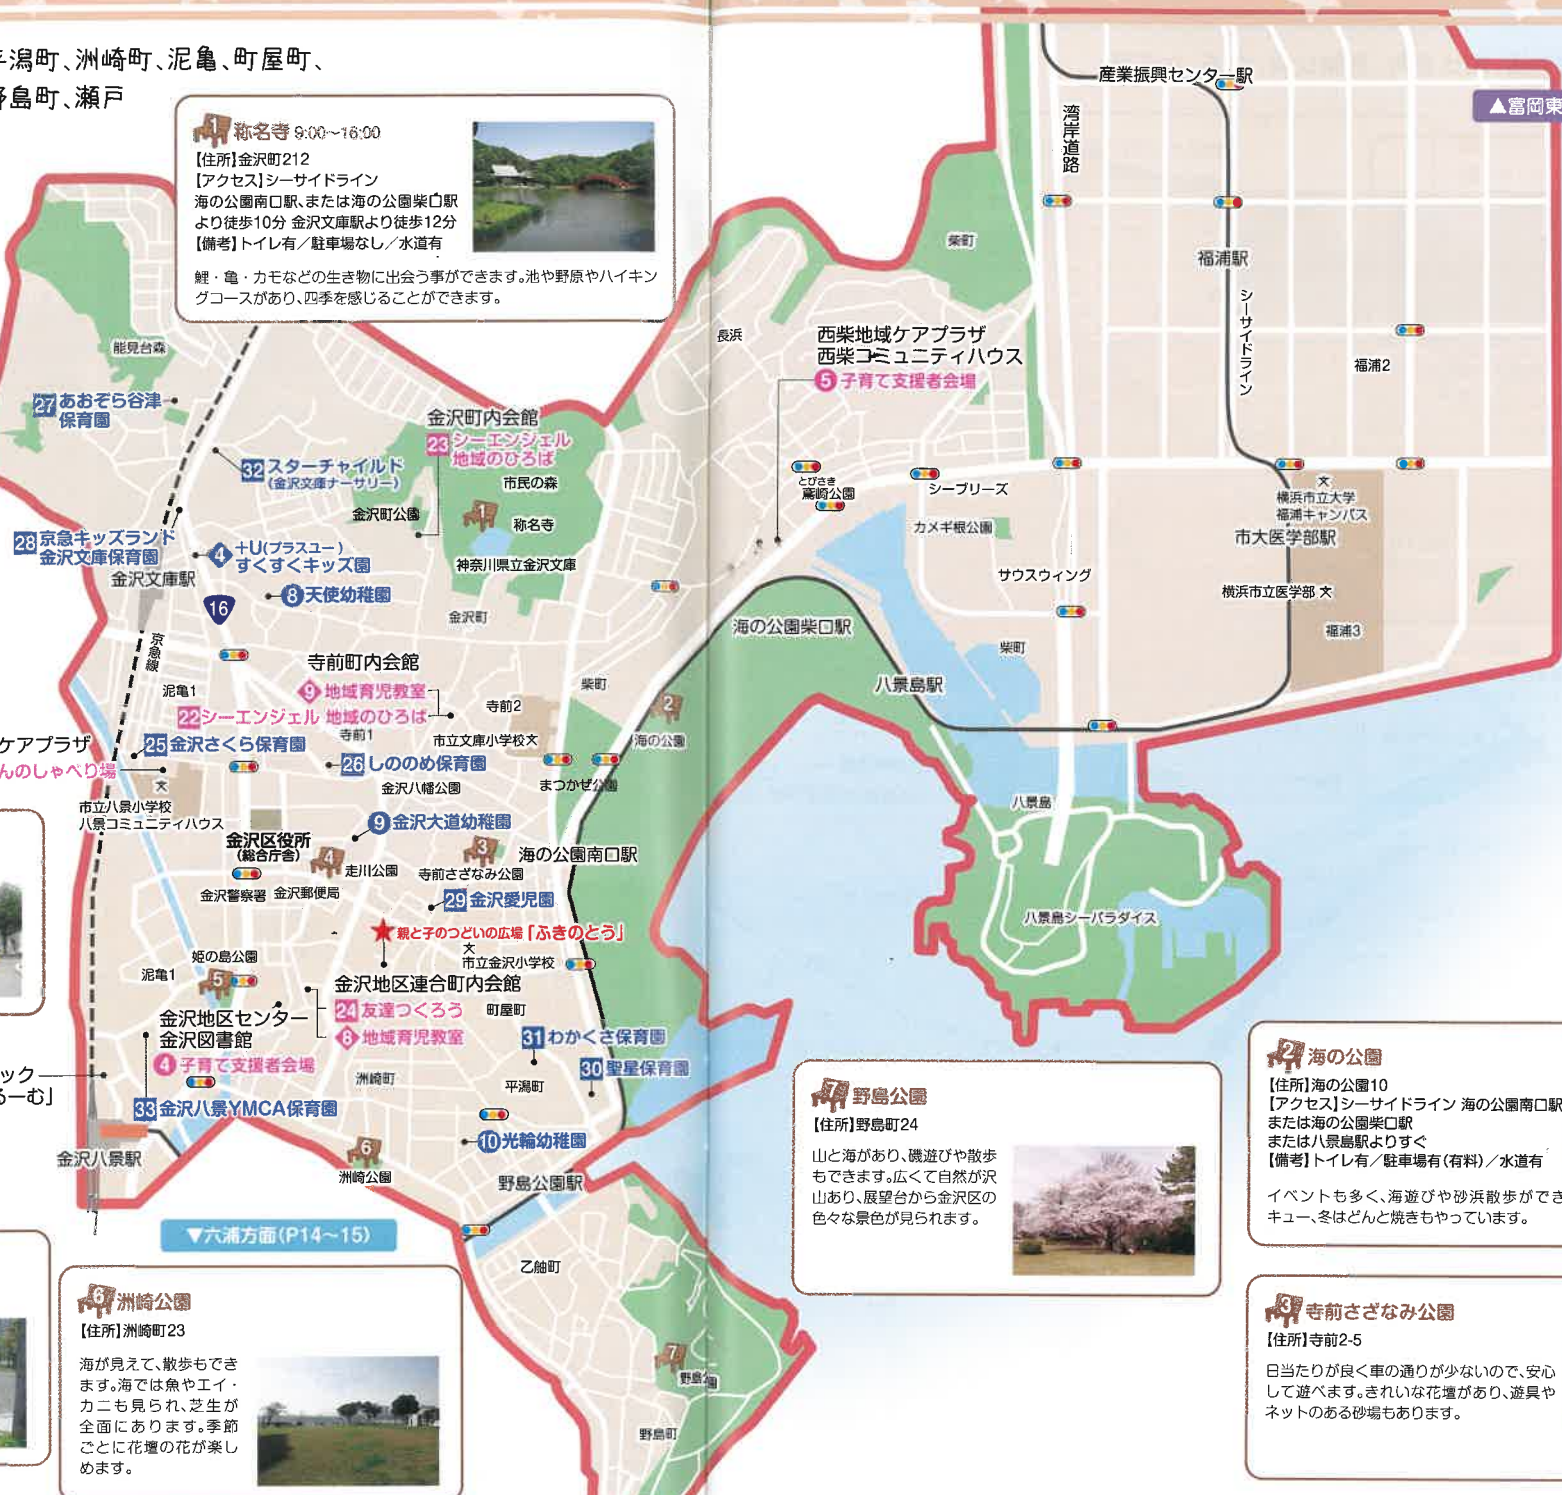 平潟町、洲崎町、泥亀、町屋町、
野島町、瀬戸
1 称名寺 9:00~16:00
【住所】金沢町212
【アクセス】シーサイドライン
海の公園南口駅、または海の公園柴口駅
より徒歩10分 金沢文庫駅より徒歩12分
【備考】トイレ有／駐車場なし／水道有
鯉・亀・カモなどの生き物に出会う事ができます。池や野原やハイキン
グコースがあり、四季を感じることができます。
産業振興センター駅
▲富岡東
湾岸道路
柴町
福浦駅
シーサイドライン
福浦2
長浜
西柴地域ケアプラザ
西柴コミュニティハウス
5 子育て支援者会場
能見台森
27 あおぞら谷津
保育園
金沢町内会館
23 シーエンジェル
地域のひろば
32 スターチャイルド
(金沢文庫ナーサリー)
市民の森
金沢町公園
1
称名寺
神奈川県立金沢文庫
28 京急キッズランド
金沢文庫保育園
金沢文庫駅
4 +U(プラスユー)
すくすくキッズ園
8 天使幼稚園
16
金沢町
京急線
とびさき
鳶崎公園
シーブリーズ
カメギ根公園
サウスウィング
柴町
横浜市立大学
福浦キャンパス
市大医学部駅
横浜市立医学部
福浦3
海の公園柴口駅
八景島駅
寺前町内会館
9 地域育児教室
22 シーエンジェル 地域のひろば
泥亀1
寺前1
寺前2
柴町
2
海の公園
市立文庫小学校
まつかぜ公園
ケアプラザ
んのしゃべり場
25 金沢さくら保育園
26 しののめ保育園
金沢八幡公園
市立八景小学校
八景コミュニティハウス
9 金沢大道幼稚園
金沢区役所
(総合庁舎)
4
走川公園
3
寺前さざなみ公園
海の公園南口駅
金沢警察署
金沢郵便局
29 金沢愛児園
親と子のつどいの広場「ふきのとう」
市立金沢小学校
八景島
八景島シーパラダイス
姫の島公園
泥亀1
5
金沢地区連合町内会館
24 友達つくろう
8 地域育児教室
町屋町
金沢地区センター
金沢図書館
4 子育て支援者会場
31 わかくさ保育園
30 聖星保育園
洲崎町
平潟町
ック
るーむ」
33 金沢八景YMCA保育園
金沢八景駅
6
洲崎公園
10 光輪幼稚園
野島公園駅
▼六浦方面(P14～15)
乙舳町
7
野島公園
野島町
6 洲崎公園
【住所】洲崎町23
海が見えて、散歩もでき
ます。海では魚やエイ・
カニも見られ、芝生が
全面にあります。季節
ごとに花壇の花が楽し
めます。
7 野島公園
【住所】野島町24
山と海があり、磯遊びや散歩
もできます。広くて自然が沢
山あり、展望台から金沢区の
色々な景色が見られます。
2 海の公園
【住所】海の公園10
【アクセス】シーサイドライン 海の公園南口駅
または海の公園柴口駅
または八景島駅よりすぐ
【備考】トイレ有／駐車場有(有料)／水道有
イベントも多く、海遊びや砂浜散歩ができ
キュー、冬はどんと焼きもやっています。
3 寺前さざなみ公園
【住所】寺前2-5
日当たりが良く車の通りが少ないので、安心
して遊べます。きれいな花壇があり、遊具や
ネットのある砂場もあります。